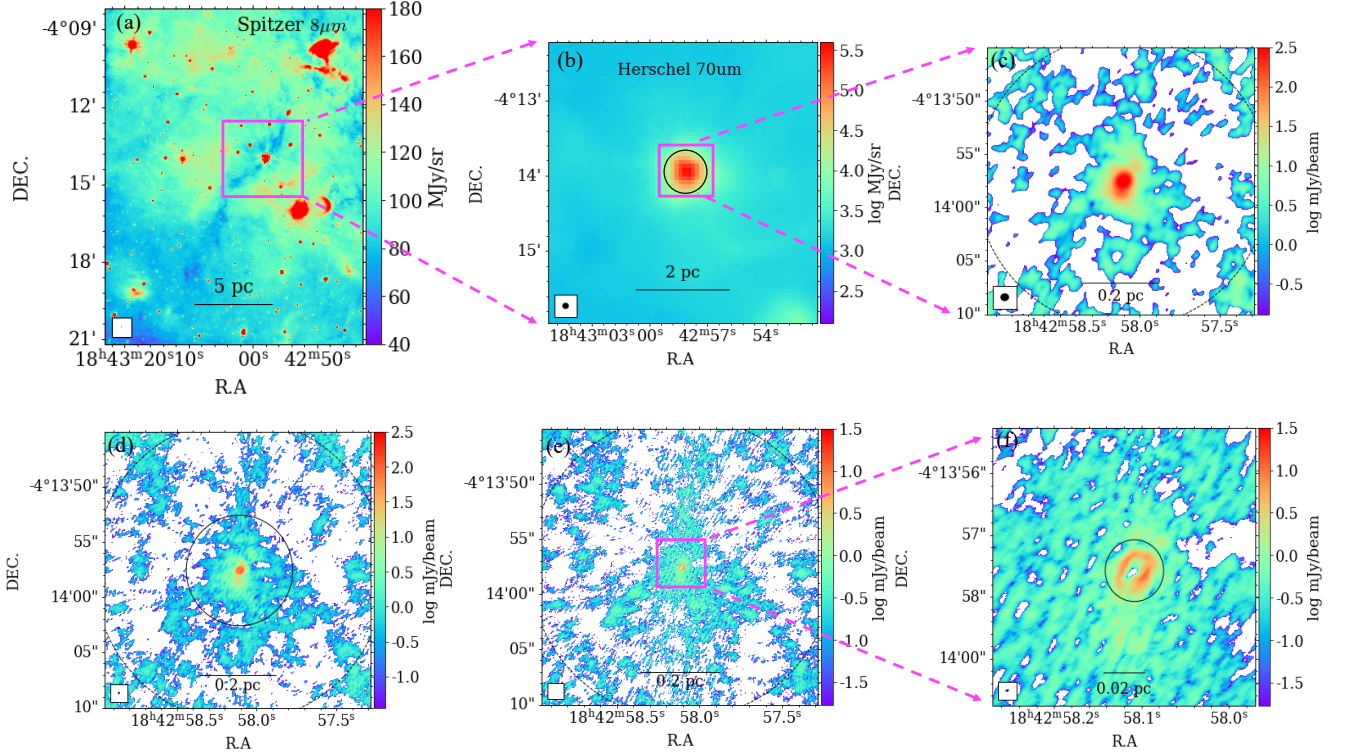 (a)
Spitzer 8μm
-4°09'
12'
15'
18'
21'
DEC.
5 pc
18ʰ43ᵐ20ˢ10ˢ 00ˢ 42ᵐ50ˢ
R.A
180
160
140
120
100
80
60
40
MJy/sr
(b)
Herschel 70um
-4°13'
14'
15'
DEC.
2 pc
18ʰ43ᵐ03ˢ00ˢ 42ᵐ57ˢ 54ˢ
R.A
5.5
5.0
4.5
4.0
3.5
3.0
2.5
log MJy/sr
(c)
-4°13'50"
55"
14'00"
05"
10"
DEC.
0.2 pc
18ʰ42ᵐ58.5ˢ 58.0ˢ 57.5ˢ
R.A
2.5
2.0
1.5
1.0
0.5
0.0
-0.5
log mJy/beam
(d)
-4°13'50"
55"
14'00"
05"
10"
DEC.
0.2 pc
18ʰ42ᵐ58.5ˢ 58.0ˢ 57.5ˢ
R.A
2.5
2.0
1.5
1.0
0.5
0.0
-0.5
-1.0
log mJy/beam
(e)
-4°13'50"
55"
14'00"
05"
10"
DEC.
0.2 pc
18ʰ42ᵐ58.5ˢ 58.0ˢ 57.5ˢ
R.A
1.5
1.0
0.5
0.0
-0.5
-1.0
-1.5
log mJy/beam
(f)
-4°13'56"
57"
58"
14'00"
DEC.
0.02 pc
18ʰ42ᵐ58.2ˢ 58.1ˢ 58.0ˢ
R.A
1.5
1.0
0.5
0.0
-0.5
-1.0
-1.5
log mJy/beam